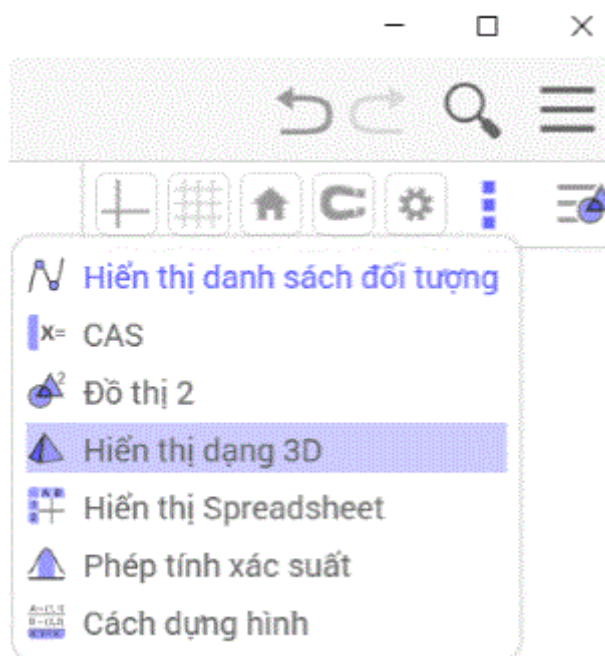 Hiển thị danh sách đối tượng
x= CAS
Đồ thị 2
Hiển thị dạng 3D
Hiển thị Spreadsheet
Phép tính xác suất
Cách dựng hình